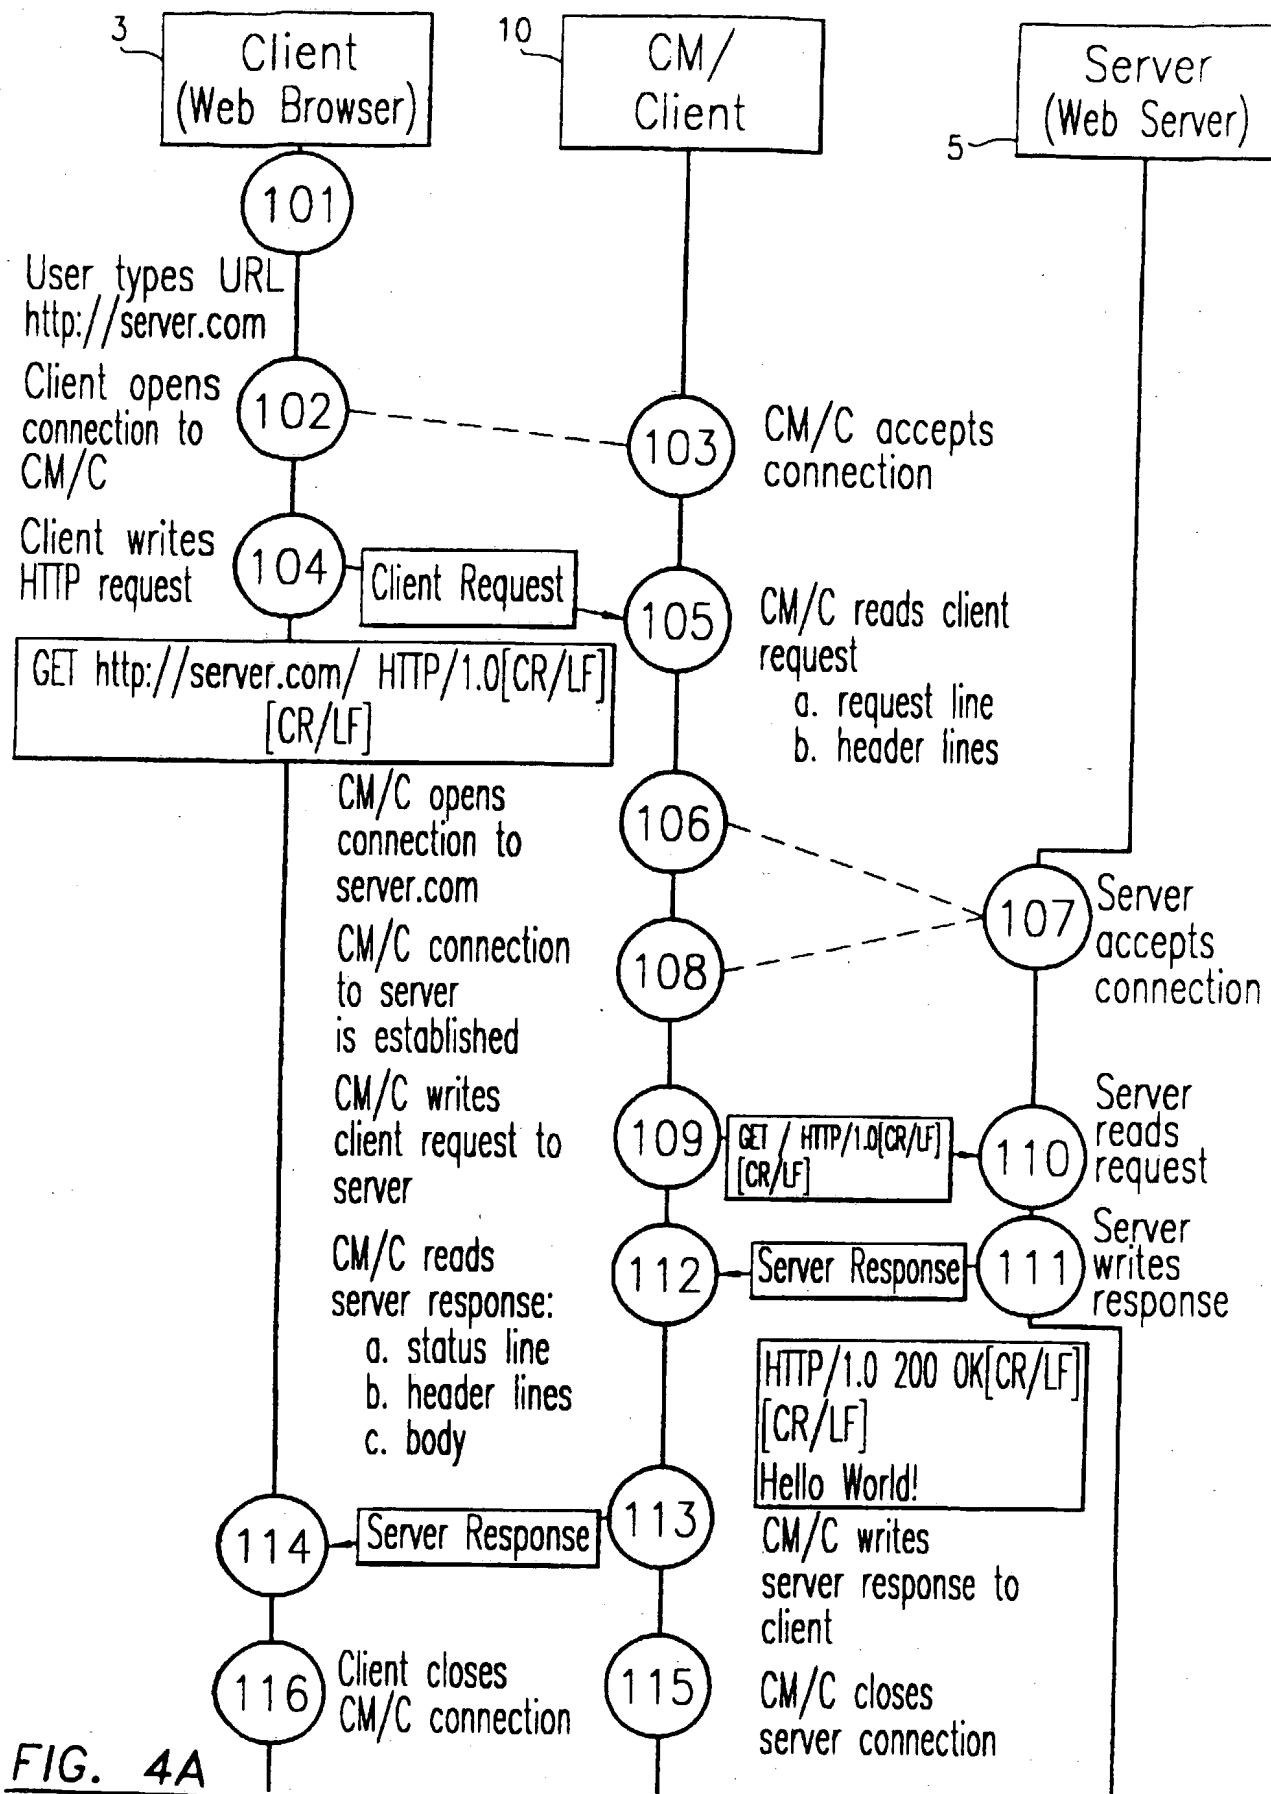 3
Client
(Web Browser)
10
CM/
Client
5
Server
(Web Server)
101
User types URL
http://server.com
Client opens
connection to
CM/C
102
103
CM/C accepts
connection
Client writes
HTTP request
104
Client Request
105
CM/C reads client
request
a. request line
b. header lines
GET http://server.com/ HTTP/1.0[CR/LF]
[CR/LF]
CM/C opens
connection to
server.com
106
107
Server
accepts
connection
CM/C connection
to server
is established
108
CM/C writes
client request to
server
109
GET / HTTP/1.0[CR/LF]
[CR/LF]
110
Server
reads
request
CM/C reads
server response:
a. status line
b. header lines
c. body
112
Server Response
111
Server
writes
response
HTTP/1.0 200 OK[CR/LF]
[CR/LF]
Hello World!
114
Server Response
113
CM/C writes
server response to
client
116
Client closes
CM/C connection
115
CM/C closes
server connection
FIG. 4A